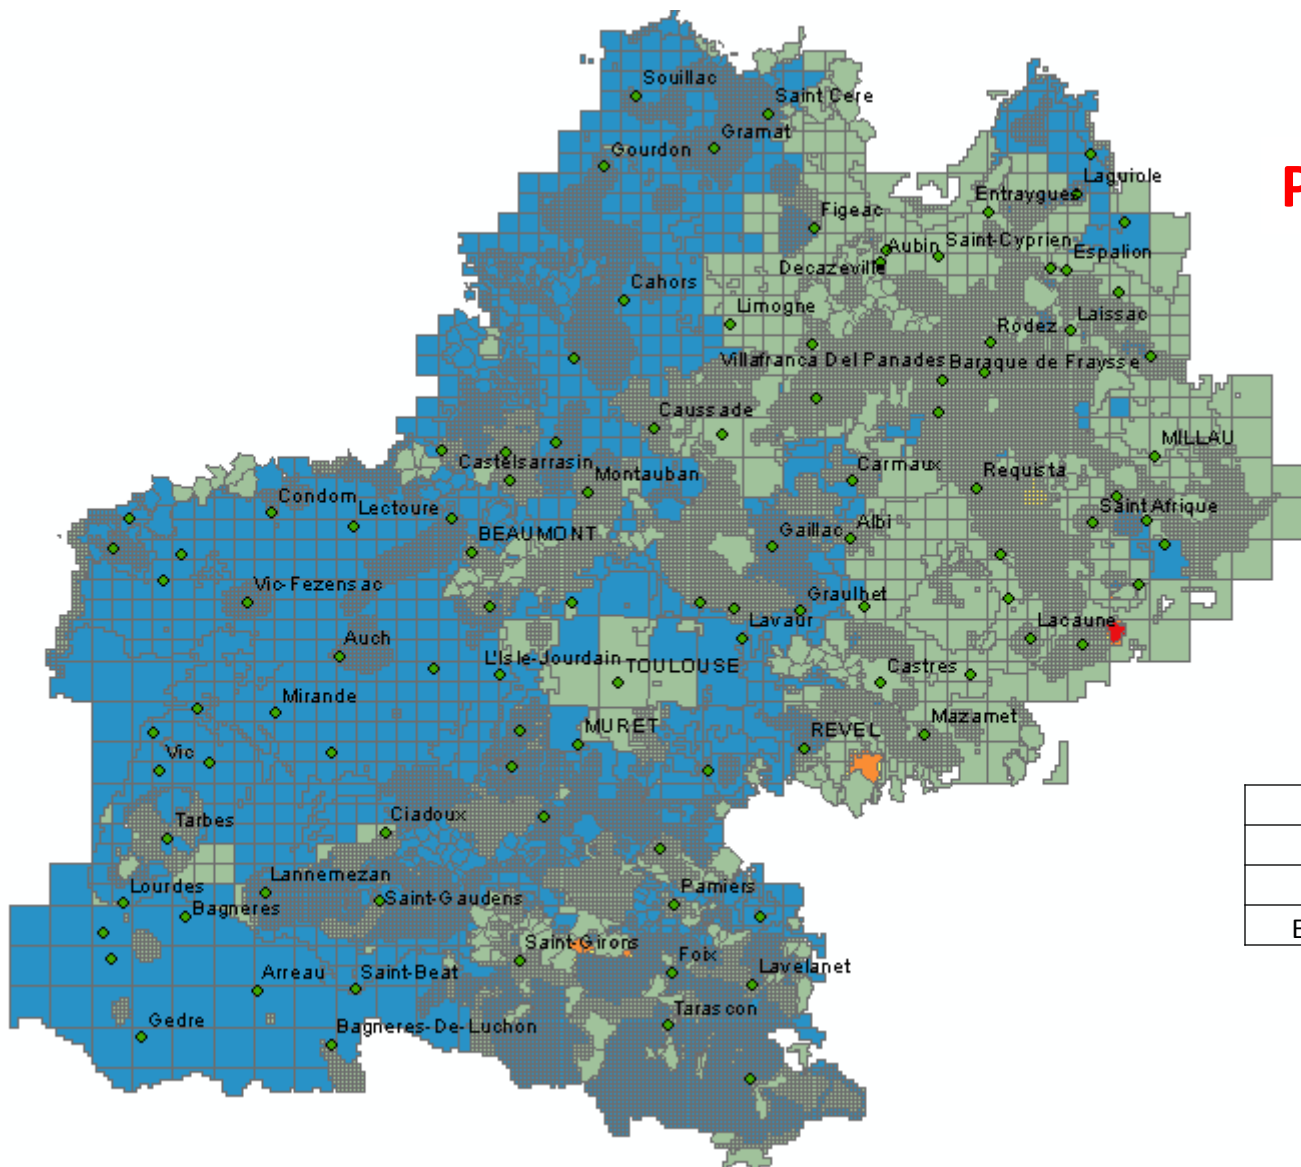 Souillac
Saint Cere
Gramat
P
Gourdon
Laguiole
Entraygues
Figeac
Aubin
Saint-Cyprien
Espalion
Decazeville
Cahors
Limogne
Laissac
Rodez
Villafranca Del Panades
Baraque de Fraysse
Caussade
MILLAU
Castelsarrasin
Montauban
Carmaux
Requista
Condom
Lectoure
Saint Afrique
BEAUMONT
Gaillac
Albi
Vic-Fezensac
Graulhet
Lavaur
Lacaune
Auch
L'Isle-Jourdain
TOULOUSE
Castres
Mirande
Mazamet
MURET
REVEL
Vic
Tarbes
Ciadoux
Lannemezan
Lourdes
Saint-Gaudens
Pamiers
Bagneres
E
Saint-Girons
Foix
Lavelanet
Arreau
Saint-Beat
Tarascon
Gedre
Bagneres-De-Luchon